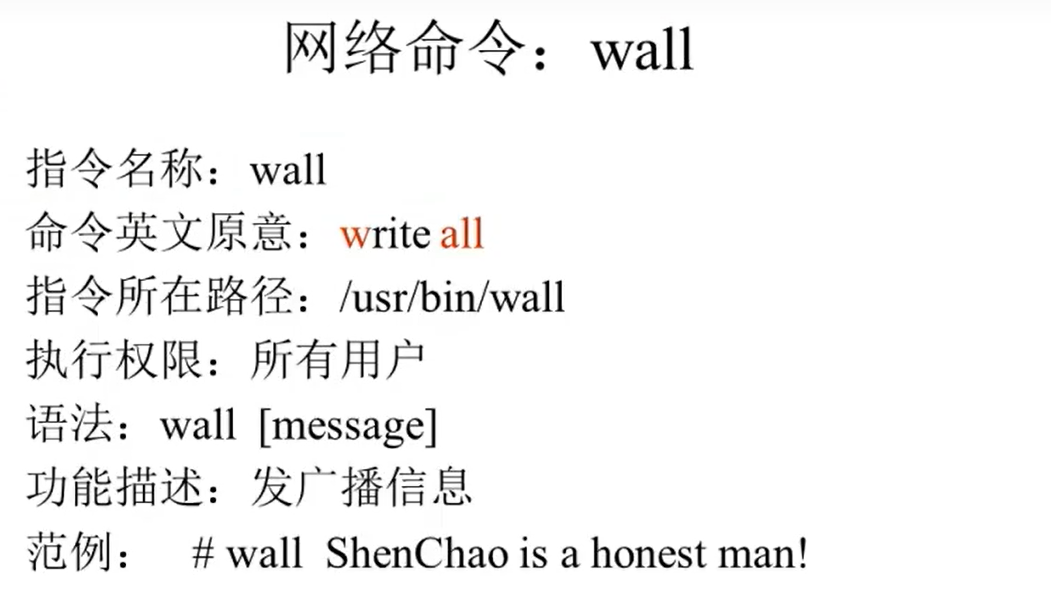 网络命令：wall
指令名称：wall
命令英文原意：write all
指令所在路径：/usr/bin/wall
执行权限：所有用户
语法：wall [message]
功能描述：发广播信息
范例： # wall ShenChao is a honest man!